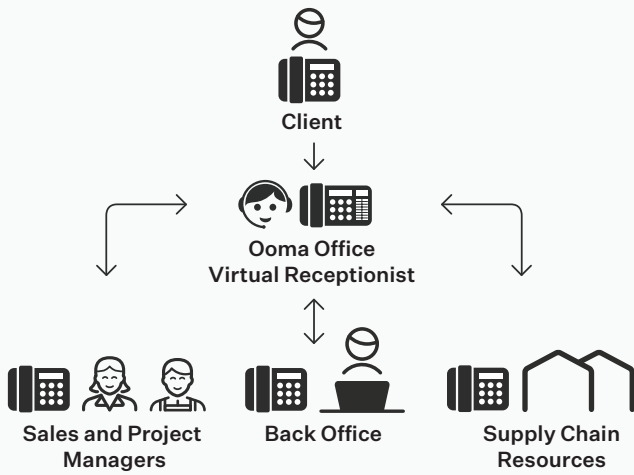 Client
Ooma Office
Virtual Receptionist
Sales and Project
Managers
Back Office
Supply Chain
Resources